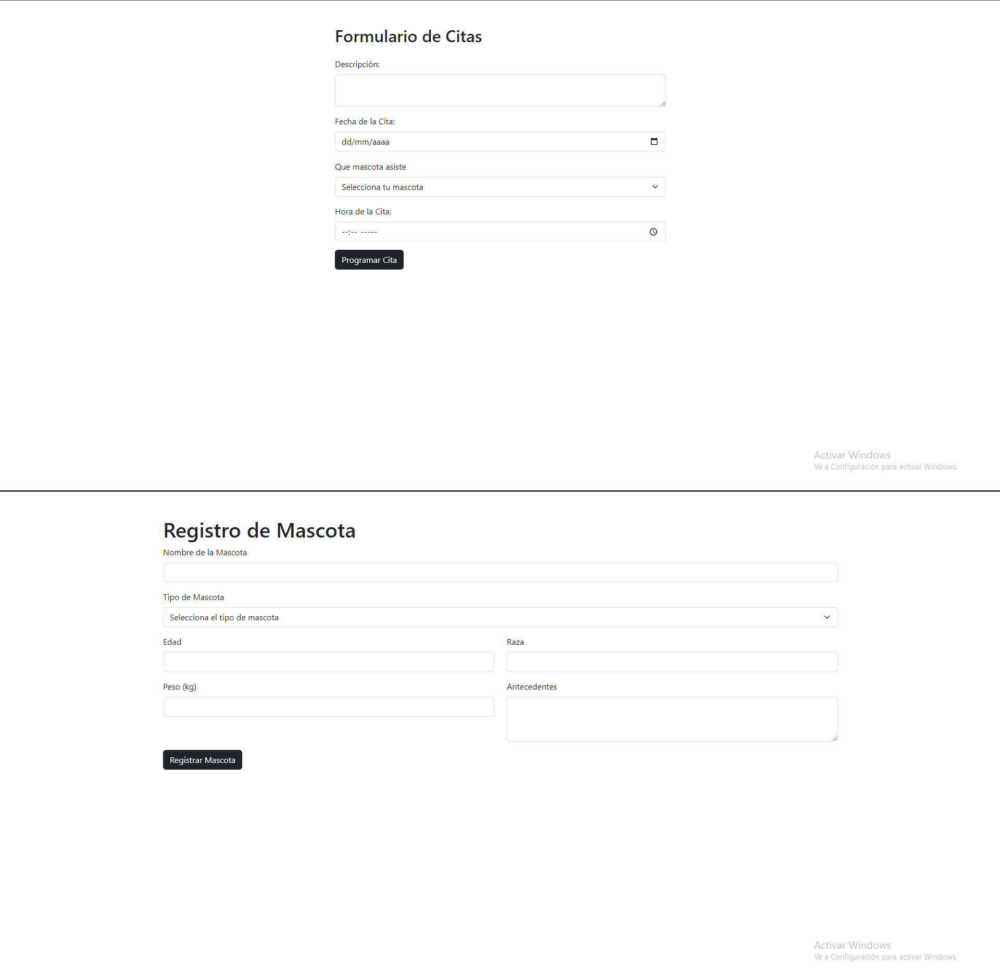 Formulario de Citas
Descripción:
Fecha de la Cita:
dd/mm/aaaa
Que mascota asiste
Selecciona tu mascota
Hora de la Cita:
--:-- -----
Programar Cita
Activar Windows
Ve a Configuración para activar Windows.
Registro de Mascota
Nombre de la Mascota
Tipo de Mascota
Selecciona el tipo de mascota
Edad
Raza
Peso (kg)
Antecedentes
Registrar Mascota
Activar Windows
Ve a Configuración para activar Windows.